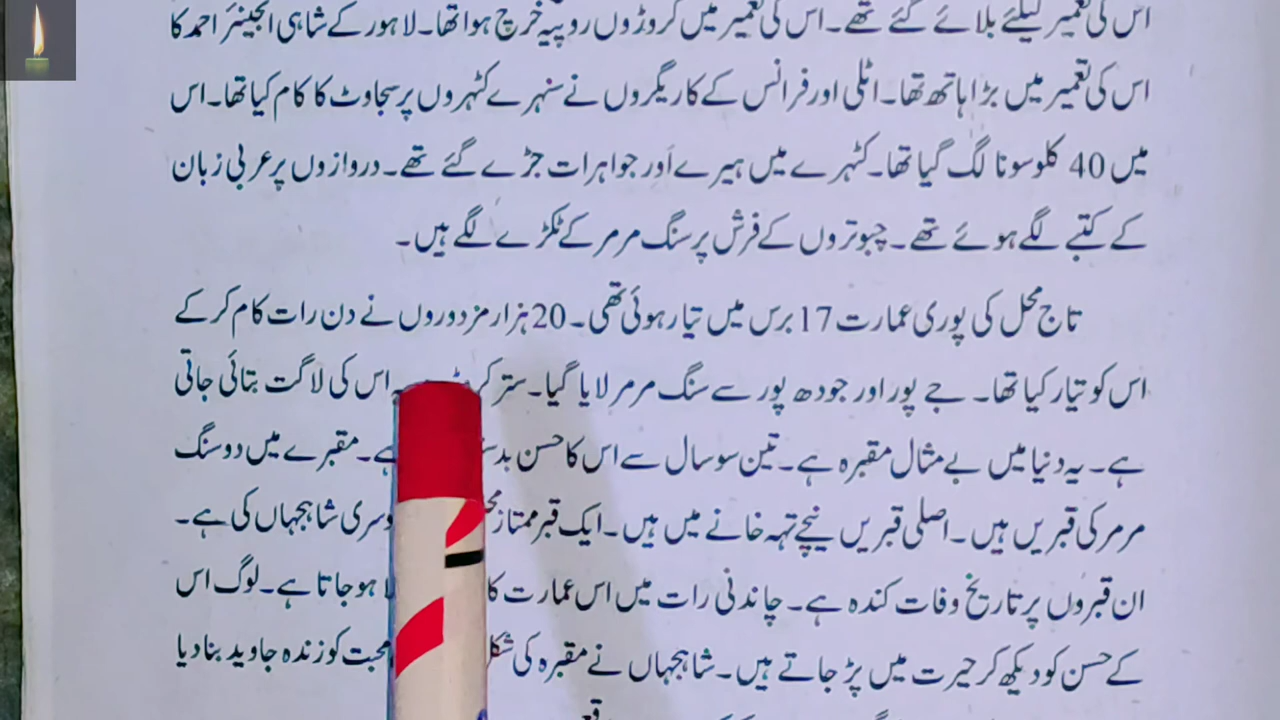 اس کی تعمیر کیلئے بلائے گئے تھے۔اس کی تعمیر میں کروڑوں روپیہ خرچ ہوا تھا۔لاہور کے شاہی انجینئر احمد کا
اس کی تعمیر میں بڑا ہاتھ تھا۔اٹلی اور فرانس کے کاریگروں نے سنہرے کٹہروں پر سجاوٹ کا کام کیا تھا۔اس
میں 40 کلو سونا لگ گیا تھا۔کٹہرے میں ہیرے اَور جواہرات جڑے گئے تھے۔دروازوں پر عربی زبان
کے کتبے لگے ہوئے تھے۔چبوتروں کے فرش پر سنگ مرمر کے ٹکڑے لگے ہیں۔
تاج محل کی پوری عمارت 17 برس میں تیار ہوئی تھی۔20 ہزار مزدوروں نے دن رات کام کر کے
اس کو تیار کیا تھا۔ جے پور اور جودھ پور سے سنگ مرمر لایا گیا۔ستر اس کی لاگت بتائی جاتی
ہے۔یہ دنیا میں بے مثال مقبرہ ہے۔تین سو سال سے اس کا حسن ہے۔مقبرے میں دو سنگ
مرمر کی قبریں ہیں۔اصلی قبریں نیچے تہہ خانے میں ہیں۔ایک قبر ممتاز دوسری شاہجہاں کی ہے۔
ان قبروں پر تاریخ وفات کندہ ہے۔چاندنی رات میں اس عمارت کا ہو جاتا ہے۔لوگ اس
کے حسن کو دیکھ کر حیرت میں پڑ جاتے ہیں۔شاہجہاں نے مقبرہ کی محبت کو زندہ جاوید بنا دیا